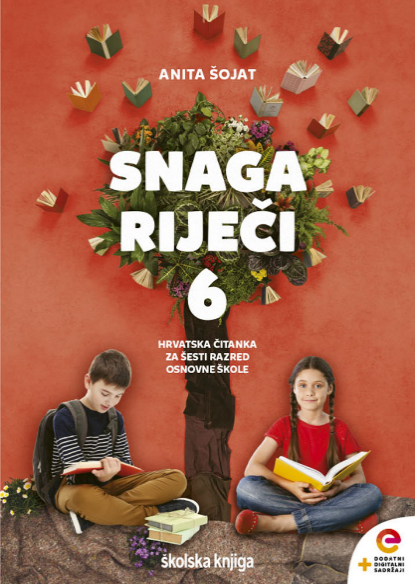 ANITA ŠOJAT
SNAGA
RIJEČI
6
HRVATSKA ČITANKA
ZA ŠESTI RAZRED
OSNOVNE ŠKOLE
školska knjiga
e
+ DODATNI
DIGITALNI
SADRŽAJI